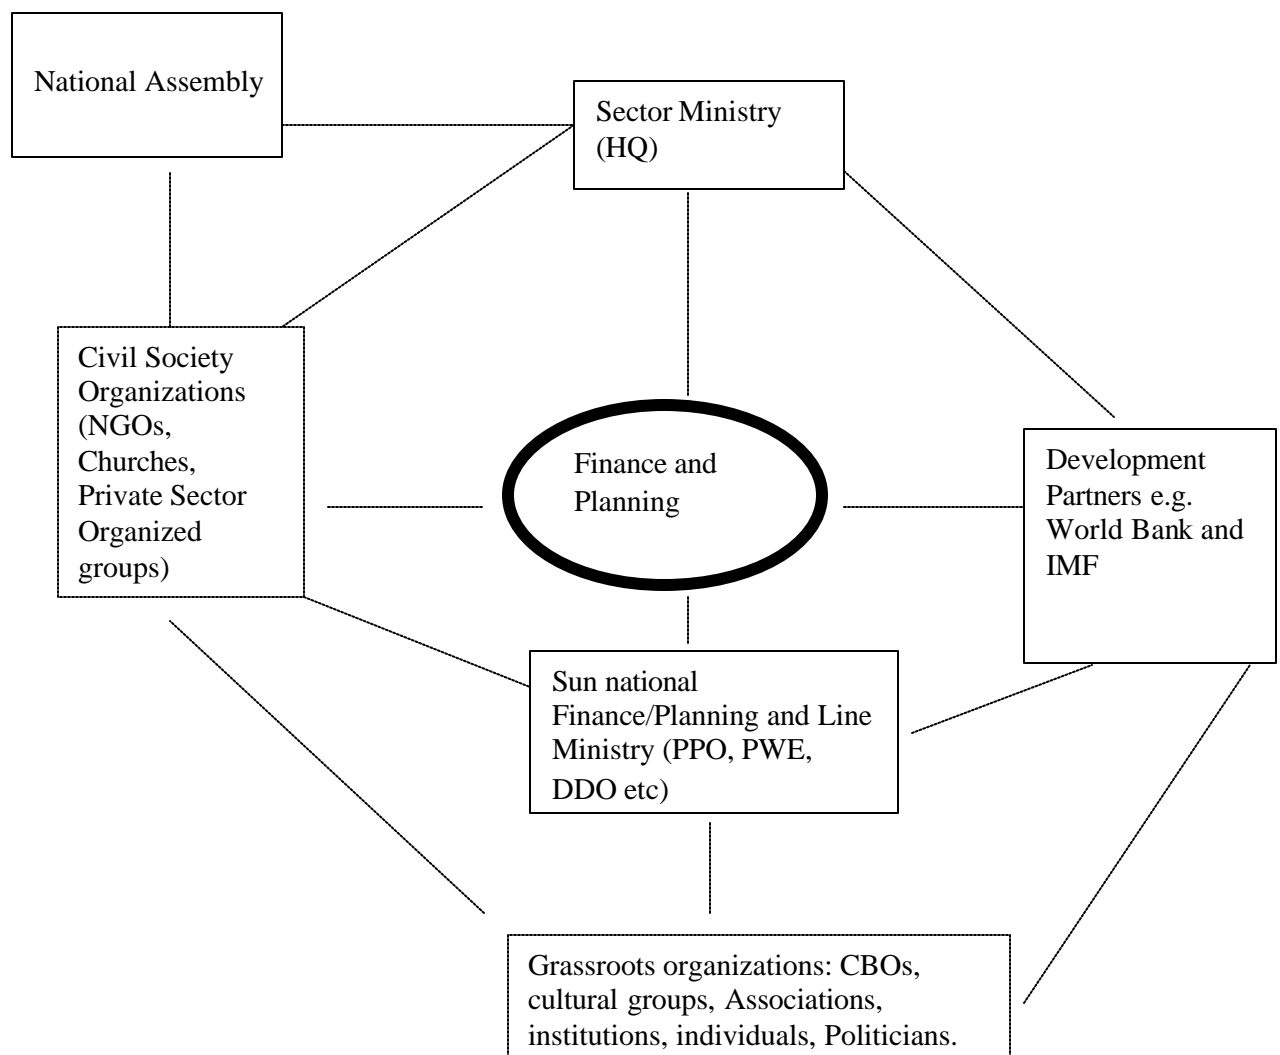 National Assembly
Sector Ministry
(HQ)
Civil Society
Organizations
(NGOs,
Churches,
Private Sector
Organized
groups)
Finance and
Planning
Development
Partners e.g.
World Bank and
IMF
Sun national
Finance/Planning and Line
Ministry (PPO, PWE,
DDO etc)
Grassroots organizations: CBOs,
cultural groups, Associations,
institutions, individuals, Politicians.